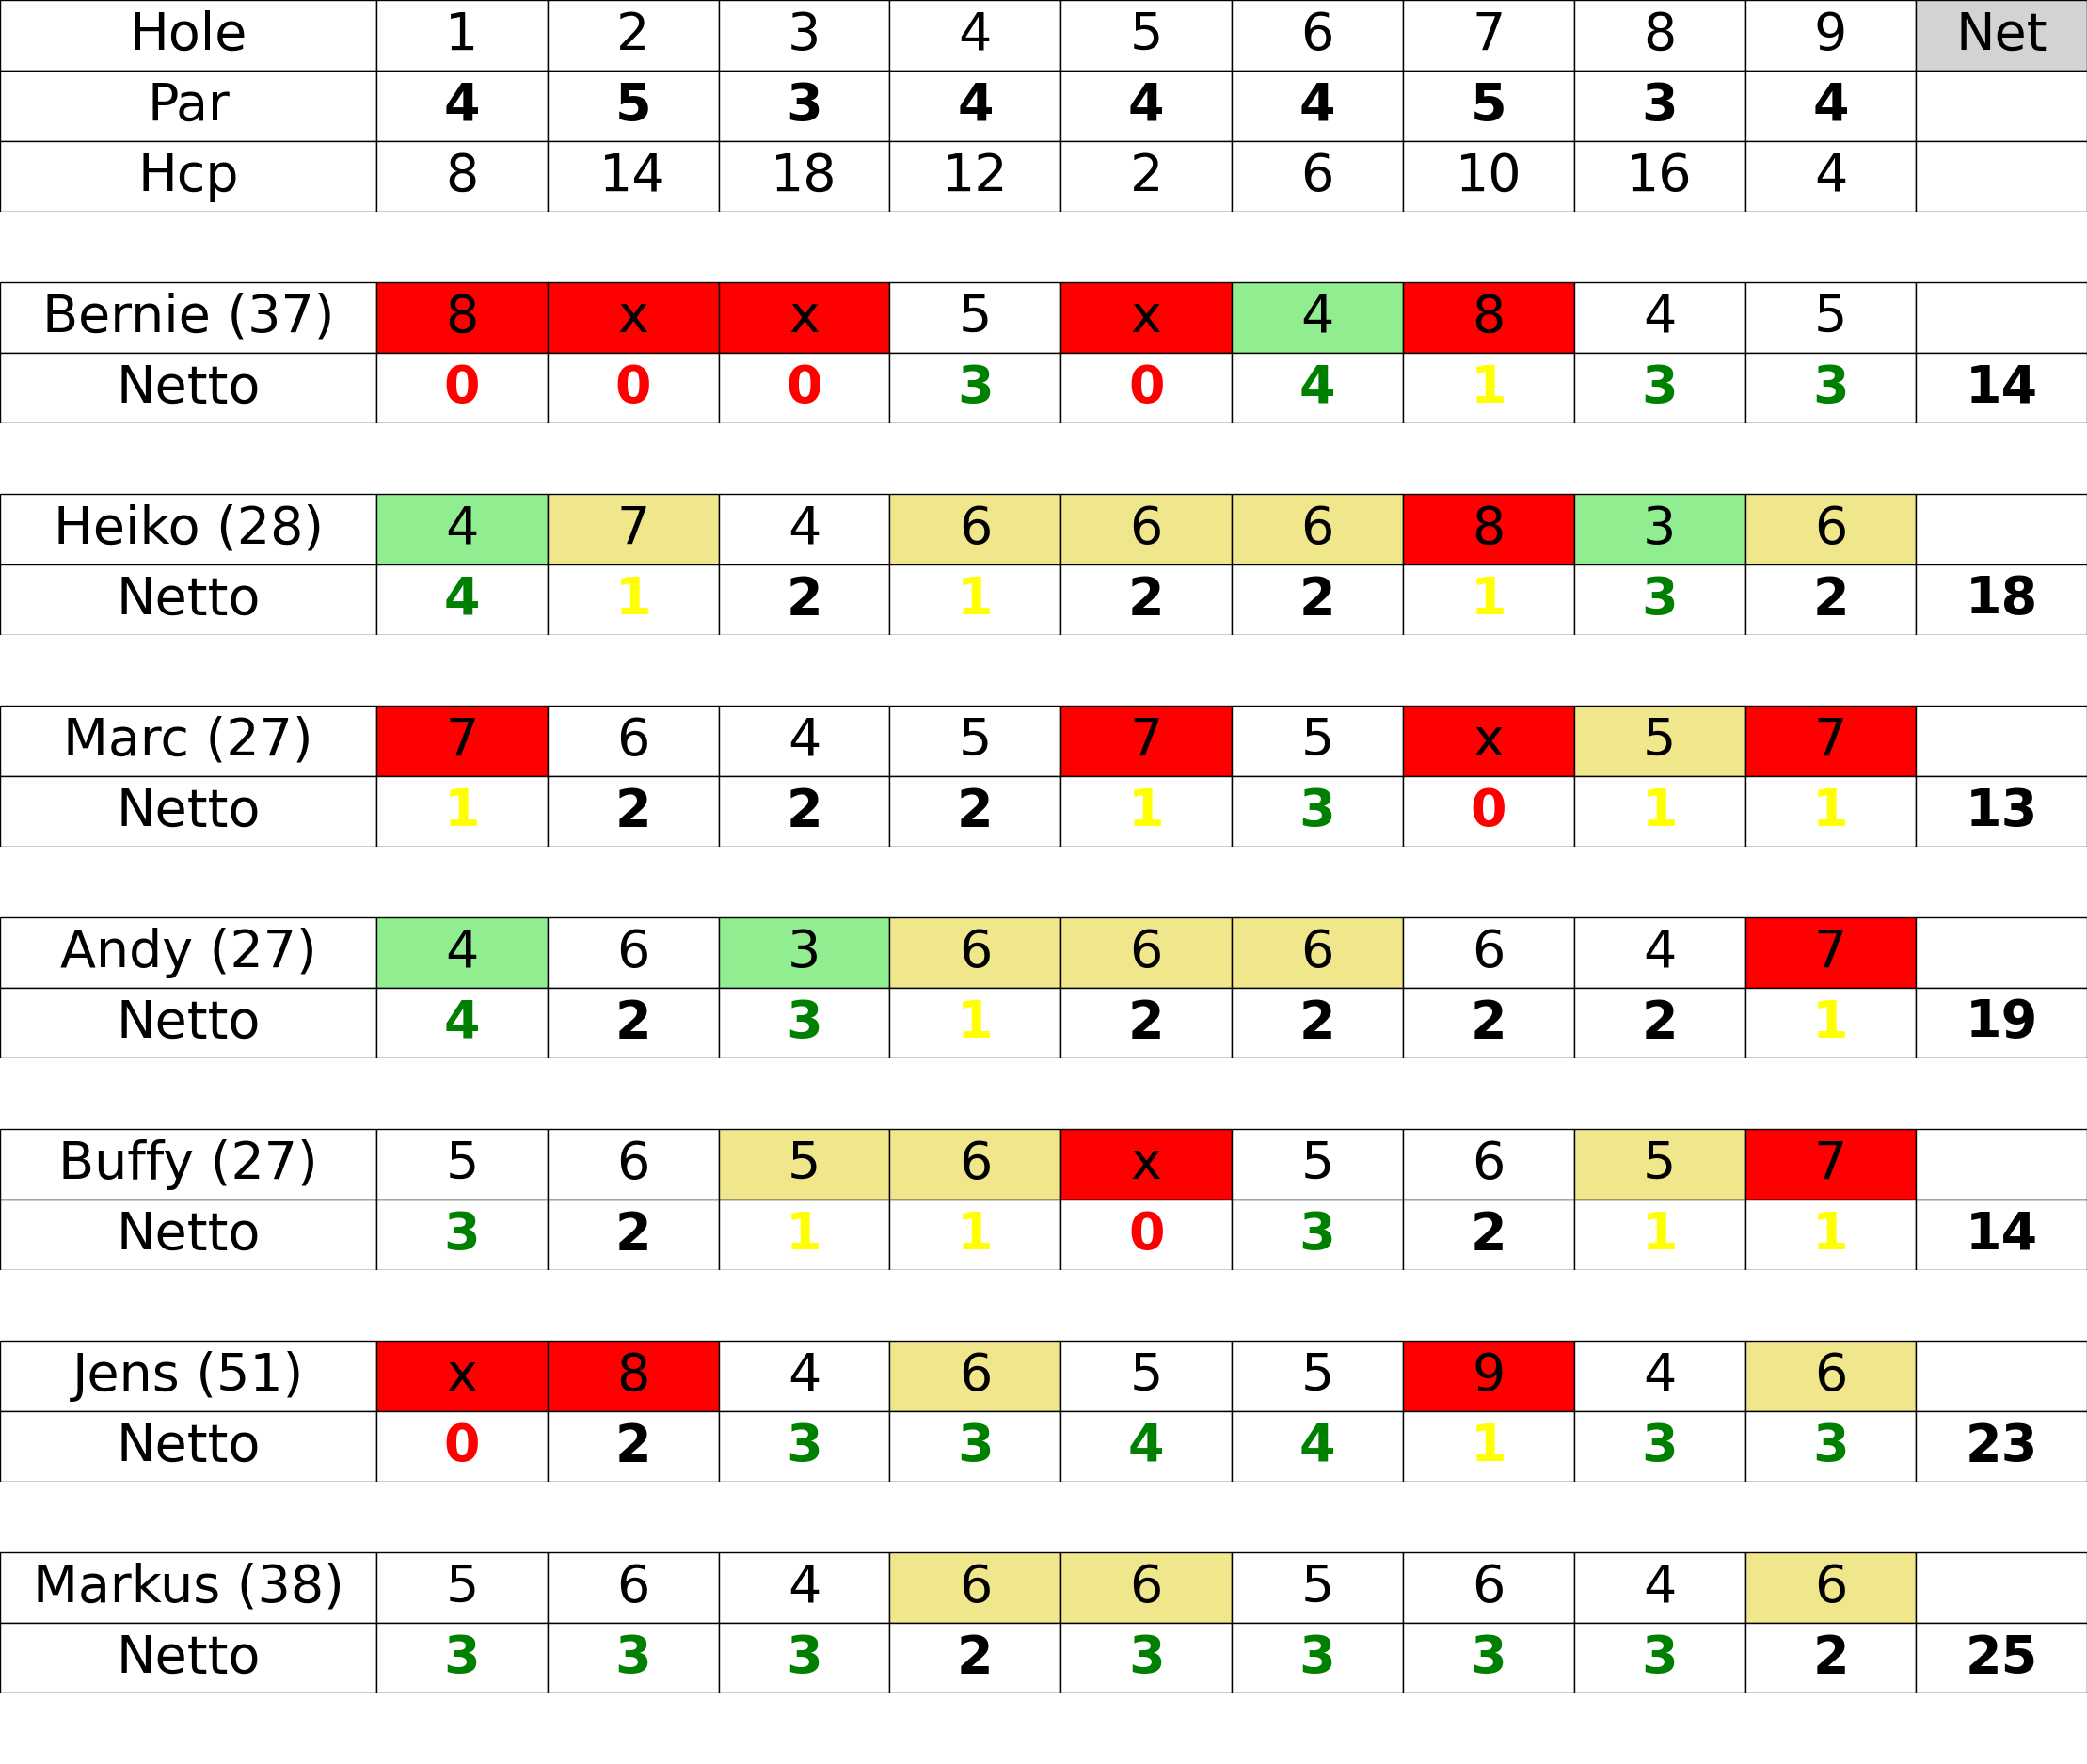 Hole 1 2 3 4 5 6 7 8 9 Net
Par 4 5 3 4 4 4 5 3 4
Hcp 8 14 18 12 2 6 10 16 4
Bernie (37) 8 x x 5 x 4 8 4 5
Netto 0 0 0 3 0 4 1 3 3 14
Heiko (28) 4 7 4 6 6 6 8 3 6
Netto 4 1 2 1 2 2 1 3 2 18
Marc (27) 7 6 4 5 7 5 x 5 7
Netto 1 2 2 2 1 3 0 1 1 13
Andy (27) 4 6 3 6 6 6 6 4 7
Netto 4 2 3 1 2 2 2 2 1 19
Buffy (27) 5 6 5 6 x 5 6 5 7
Netto 3 2 1 1 0 3 2 1 1 14
Jens (51) x 8 4 6 5 5 9 4 6
Netto 0 2 3 3 4 4 1 3 3 23
Markus (38) 5 6 4 6 6 5 6 4 6
Netto 3 3 3 2 3 3 3 3 2 25